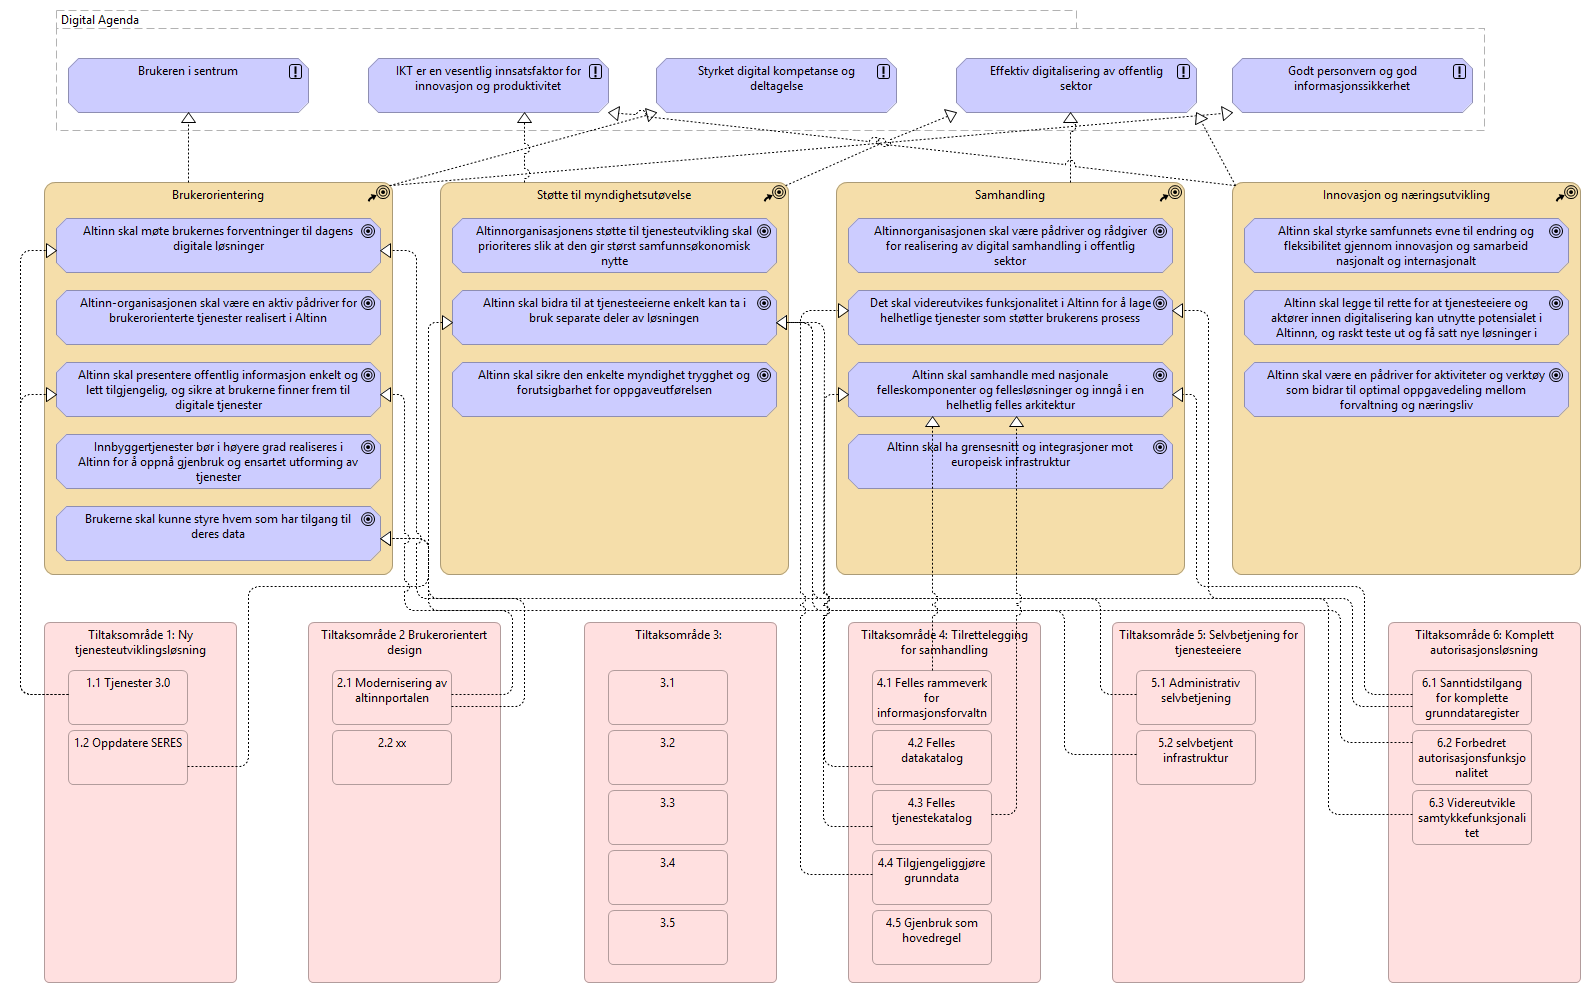 Digital Agenda
Brukeren i sentrum
IKT er en vesentlig innsatsfaktor for
innovasjon og produktivitet
Styrket digital kompetanse og
deltagelse
Effektiv digitalisering av offentlig
sektor
Godt personvern og god
informasjonssikkerhet
Brukerorientering
Altinn skal møte brukernes forventninger til dagens
digitale løsninger
Altinn-organisasjonen skal være en aktiv pådriver for
brukerorienterte tjenester realisert i Altinn
Altinn skal presentere offentlig informasjon enkelt og
lett tilgjengelig, og sikre at brukerne finner frem til
digitale tjenester
Innbyggertjenester bør i høyere grad realiseres i
Altinn for å oppnå gjenbruk og ensartet utforming av
tjenester
Brukerne skal kunne styre hvem som har tilgang til
deres data
Støtte til myndighetsutøvelse
Altinnorganisasjonens støtte til tjenesteutvikling skal
prioriteres slik at den gir størst samfunnsøkonomisk
nytte
Altinn skal bidra til at tjenesteeierne enkelt kan ta i
bruk separate deler av løsningen
Altinn skal sikre den enkelte myndighet trygghet og
forutsigbarhet for oppgaveutførelsen
Samhandling
Altinnorganisasjonen skal være pådriver og rådgiver
for realisering av digital samhandling i offentlig
sektor
Det skal videreutvikes funksjonalitet i Altinn for å lage
helhetlige tjenester som støtter brukerens prosess
Altinn skal samhandle med nasjonale
felleskomponenter og fellesløsninger og inngå i en
helhetlig felles arkitektur
Altinn skal ha grensesnitt og integrasjoner mot
europeisk infrastruktur
Innovasjon og næringsutvikling
Altinn skal styrke samfunnets evne til endring og
fleksibilitet gjennom innovasjon og samarbeid
nasjonalt og internasjonalt
Altinn skal legge til rette for at tjenesteeiere og
aktører innen digitalisering kan utnytte potensialet i
Altinnn, og raskt teste ut og få satt nye løsninger i
Altinn skal være en pådriver for aktiviteter og verktøy
som bidrar til optimal oppgavedeling mellom
forvaltning og næringsliv
Tiltaksområde 1: Ny
tjenesteutviklingsløsning
1.1 Tjenester 3.0
1.2 Oppdatere SERES
Tiltaksområde 2 Brukerorientert
design
2.1 Modernisering av
altinnportalen
2.2 xx
Tiltaksområde 3:
3.1
3.2
3.3
3.4
3.5
Tiltaksområde 4: Tilrettelegging
for samhandling
4.1 Felles rammeverk
for
informasjonsforvaltn
4.2 Felles
datakatalog
4.3 Felles
tjenestekatalog
4.4 Tilgjengeliggjøre
grunndata
4.5 Gjenbruk som
hovedregel
Tiltaksområde 5: Selvbetjening for
tjenesteeiere
5.1 Administrativ
selvbetjening
5.2 selvbetjent
infrastruktur
Tiltaksområde 6: Komplett
autorisasjonsløsning
6.1 Sanntidstilgang
for komplette
grunndataregister
6.2 Forbedret
autorisasjonsfunksjo
nalitet
6.3 Videreutvikle
samtykkefunksjonali
tet